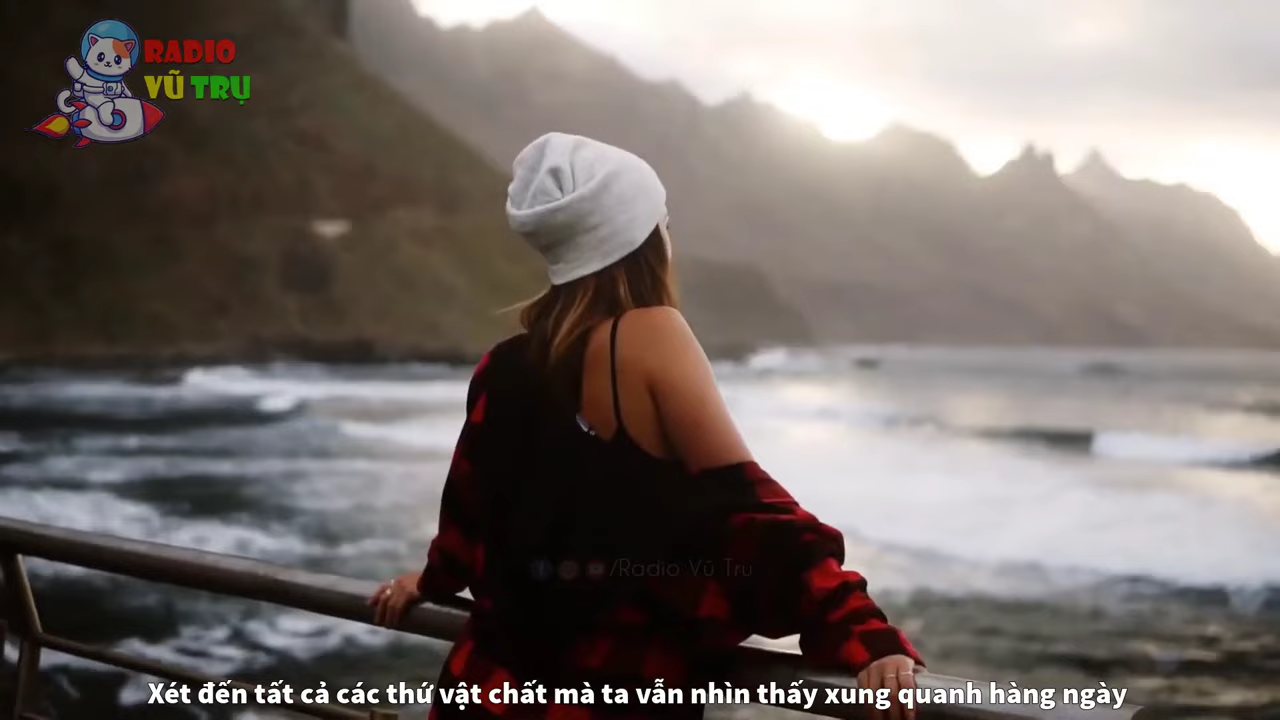 RADIO
VŨ TRỤ
/Radio Vũ Trụ
Xét đến tất cả các thứ vật chất mà ta vẫn nhìn thấy xung quanh hàng ngày